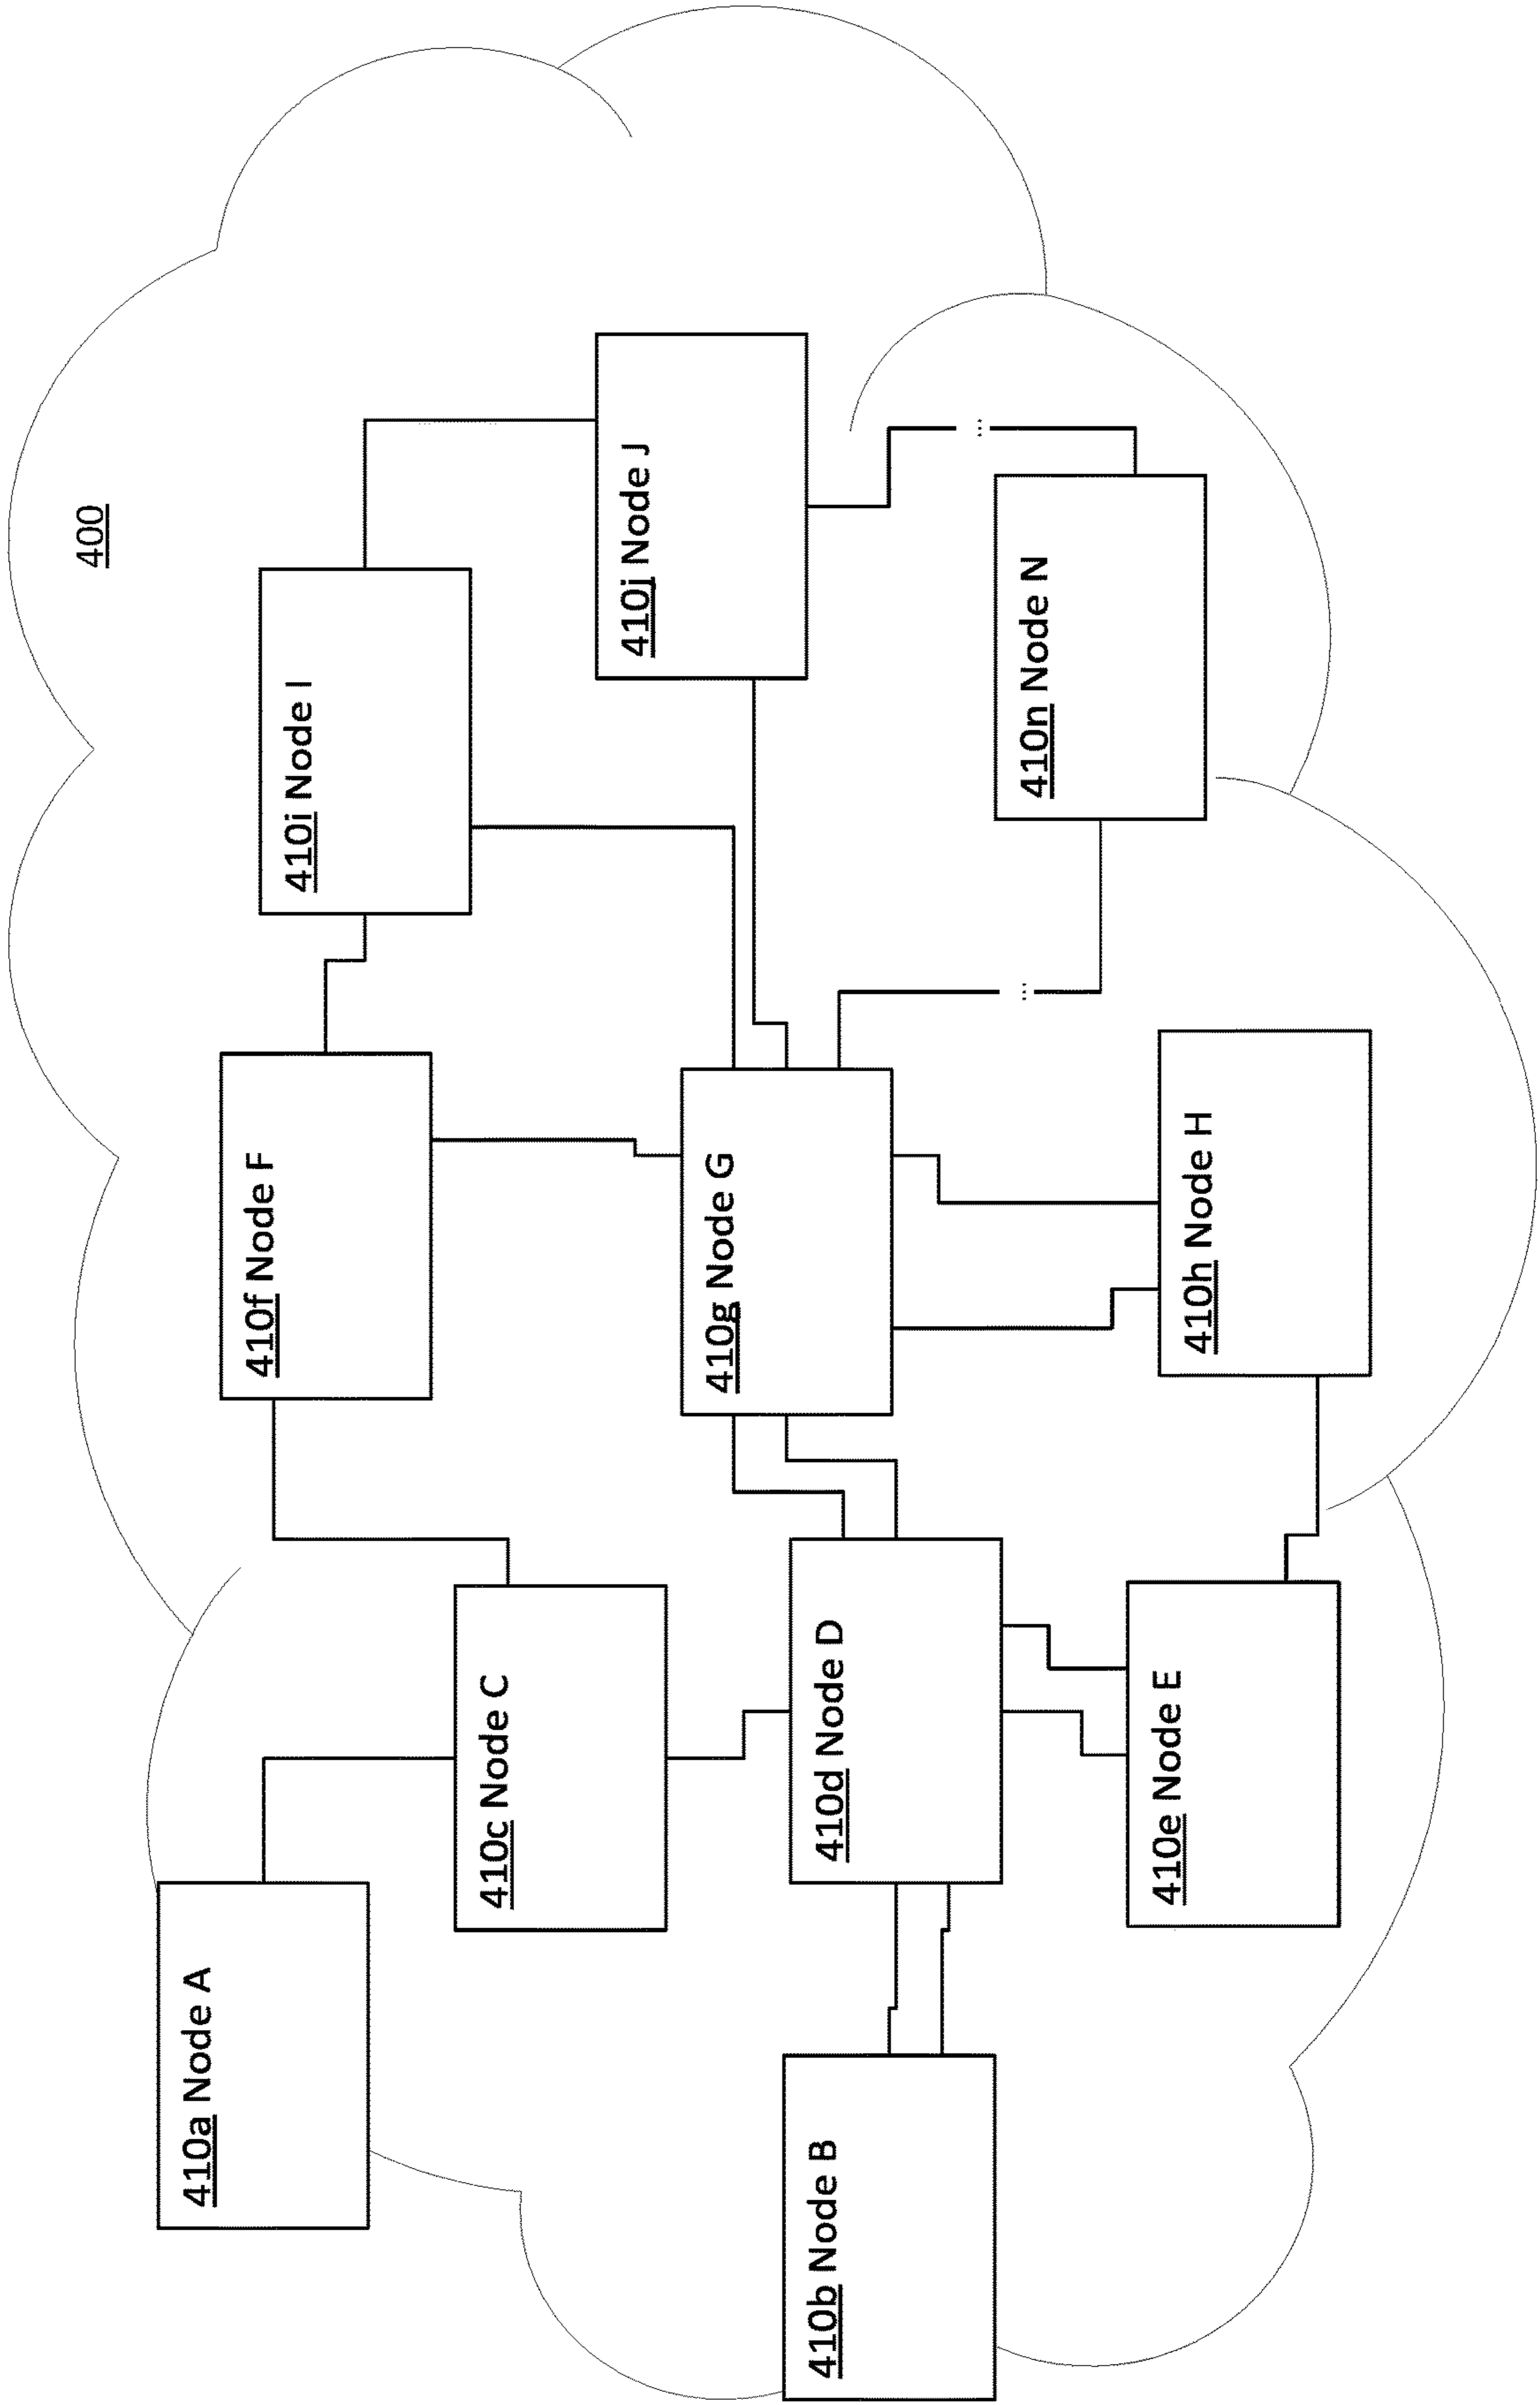 400
410a Node A
410b Node B
410c Node C
410d Node D
410e Node E
410f Node F
410g Node G
410h Node H
410i Node I
410j Node J
410n Node N
...
...